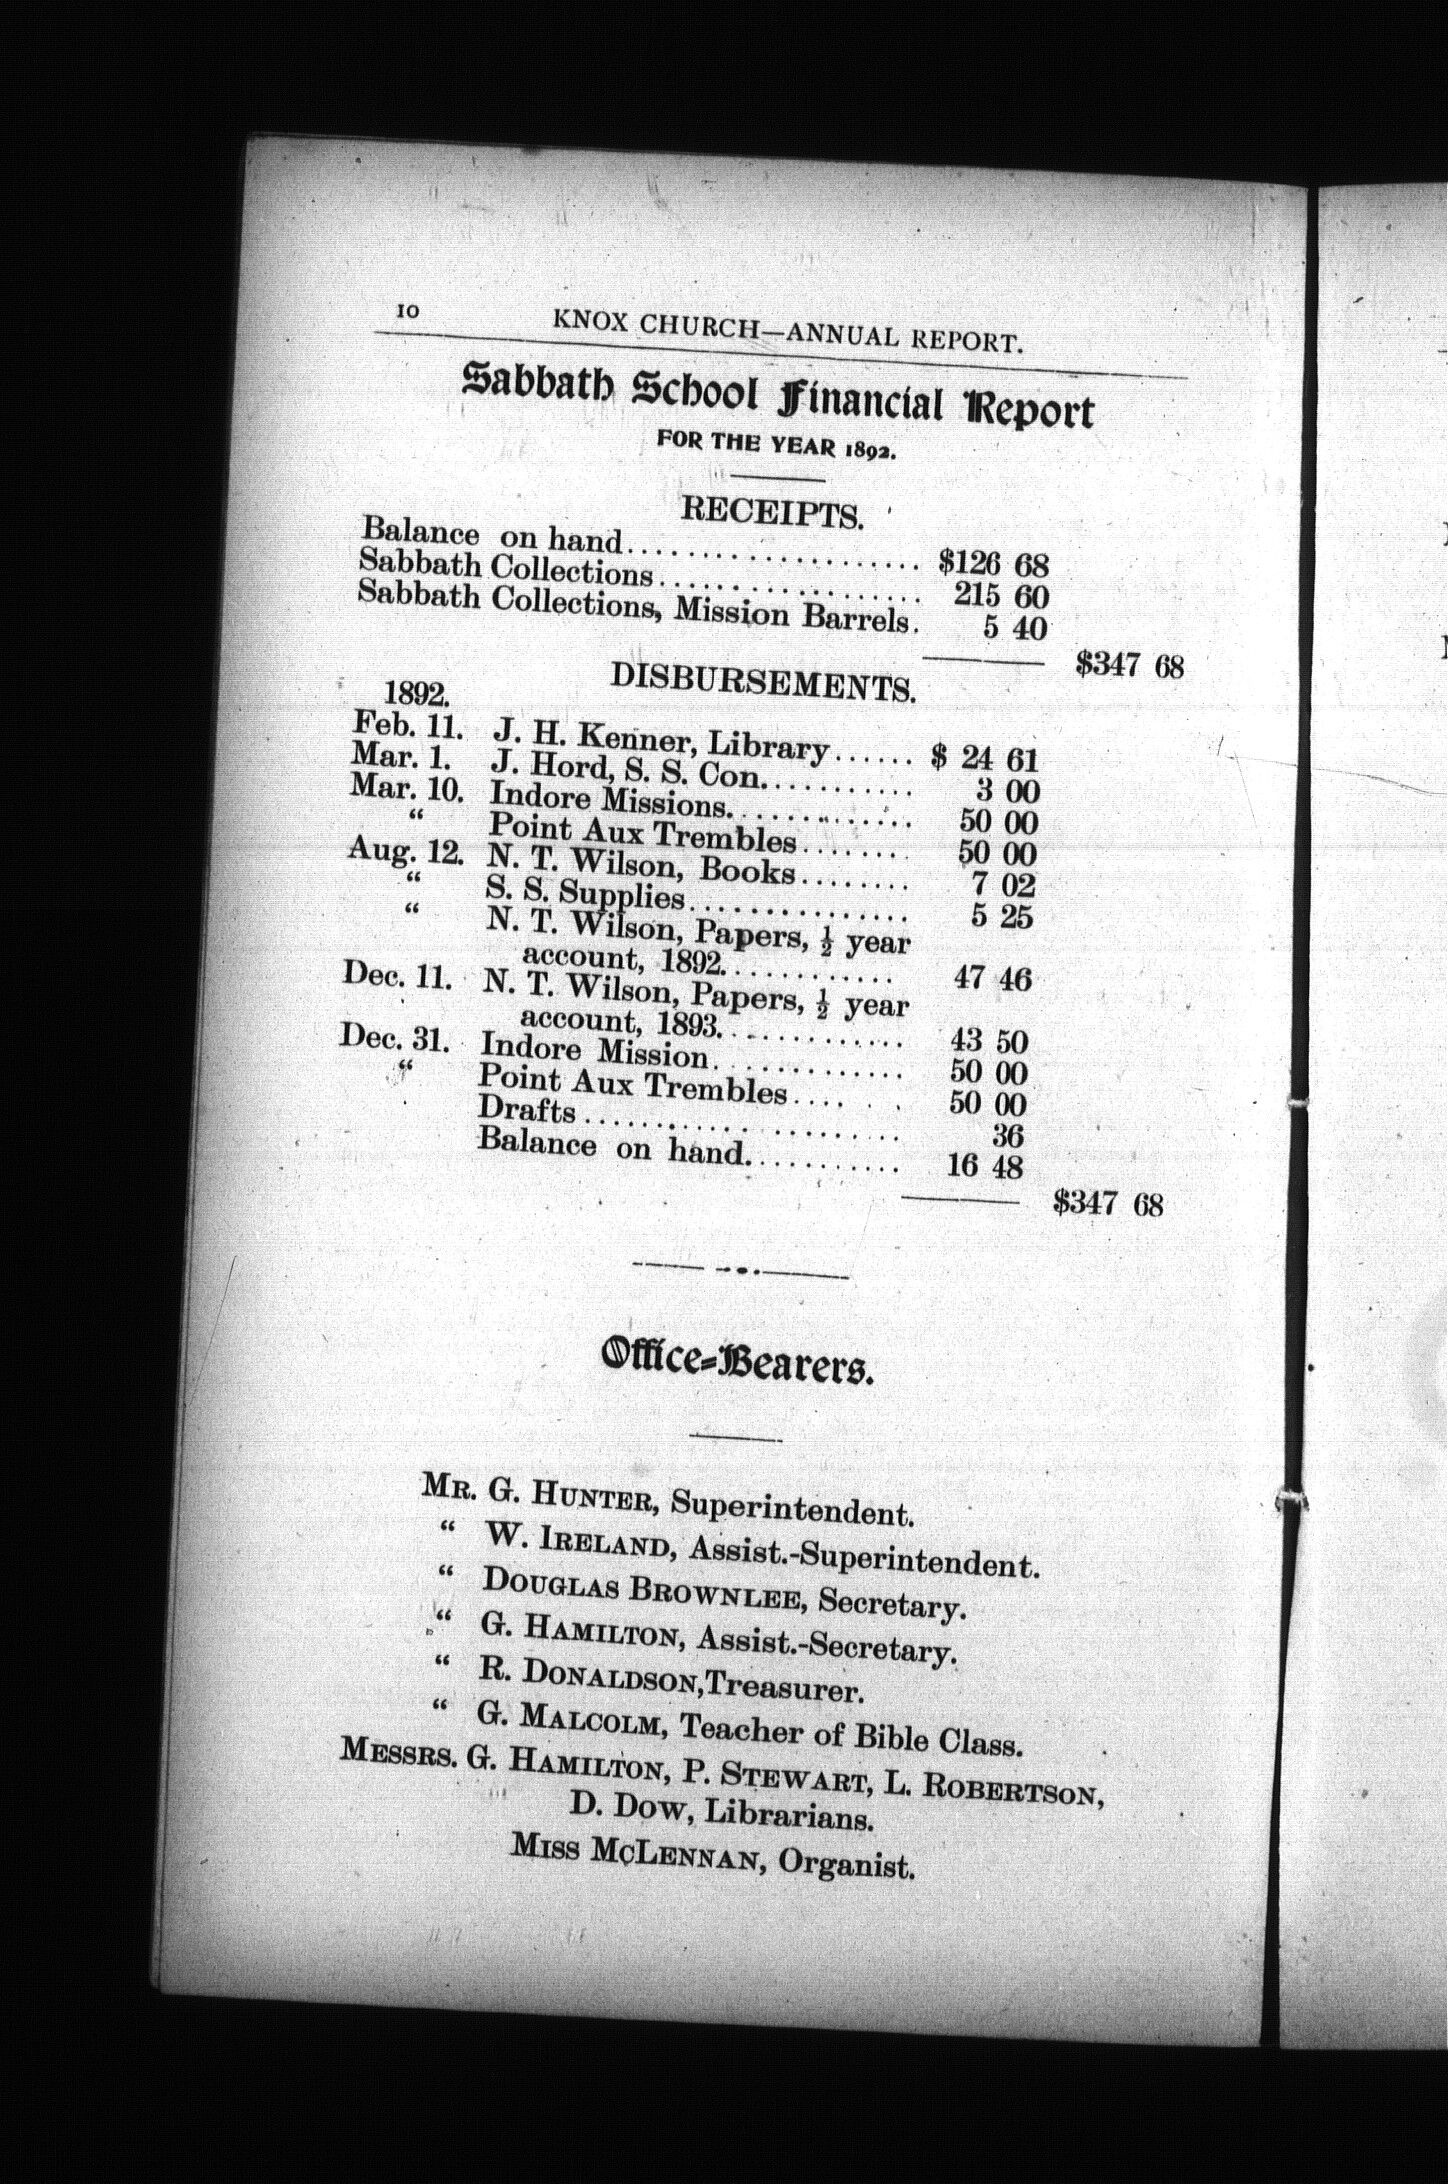 10 KNOX CHURCH—ANNUAL REPORT.
Sabbath School Financial Report
FOR THE YEAR 1892.
RECEIPTS.
Balance on hand.................... $126 68
Sabbath Collections.................. 215 60
Sabbath Collections, Mission Barrels. 5 40
$347 68
DISBURSEMENTS.
1892.
Feb. 11. J. H. Kenner, Library...... $ 24 61
Mar. 1. J. Hord, S. S. Con........... 3 00
Mar. 10. Indore Missions............. 50 00
“ Point Aux Trembles........ 50 00
Aug. 12. N. T. Wilson, Books........ 7 02
“ S. S. Supplies............... 5 25
“ N. T. Wilson, Papers, ½ year
account, 1892............ 47 46
Dec. 11. N. T. Wilson, Papers, ½ year
account, 1893............ 43 50
Dec. 31. Indore Mission............. 50 00
“ Point Aux Trembles....... 50 00
Drafts..................... 36
Balance on hand........... 16 48
$347 68
Office-Bearers.
MR. G. HUNTER, Superintendent.
“ W. IRELAND, Assist.-Superintendent.
“ DOUGLAS BROWNLEE, Secretary.
“ G. HAMILTON, Assist.-Secretary.
“ R. DONALDSON,Treasurer.
“ G. MALCOLM, Teacher of Bible Class.
MESSRS. G. HAMILTON, P. STEWART, L. ROBERTSON,
D. DOW, Librarians.
MISS MCLENNAN, Organist.